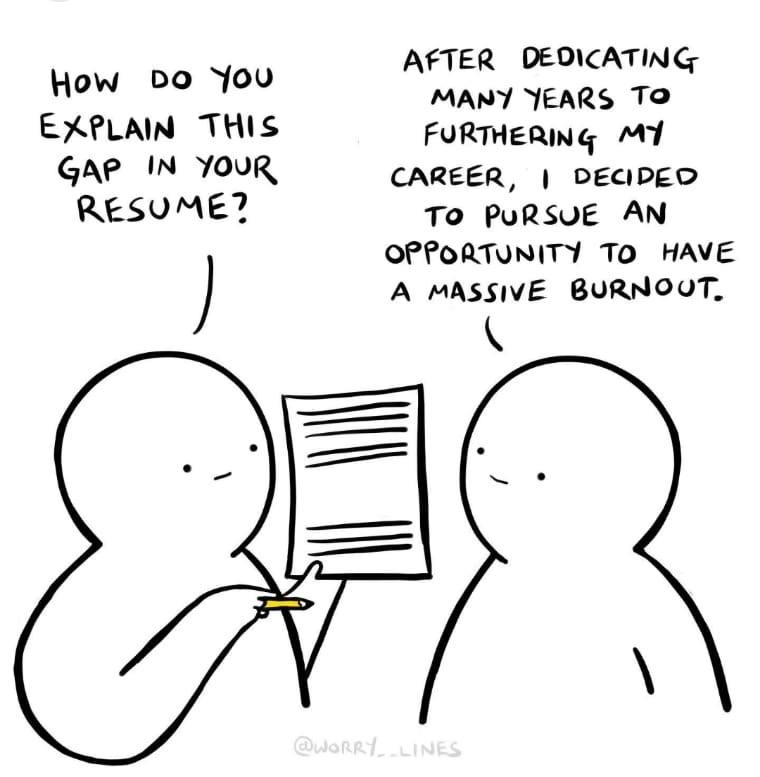 HOW DO YOU
EXPLAIN THIS
GAP IN YOUR
RESUME?
AFTER DEDICATING
MANY YEARS TO
FURTHERING MY
CAREER, I DECIDED
TO PURSUE AN
OPPORTUNITY TO HAVE
A MASSIVE BURNOUT.
@WORRY__LINES